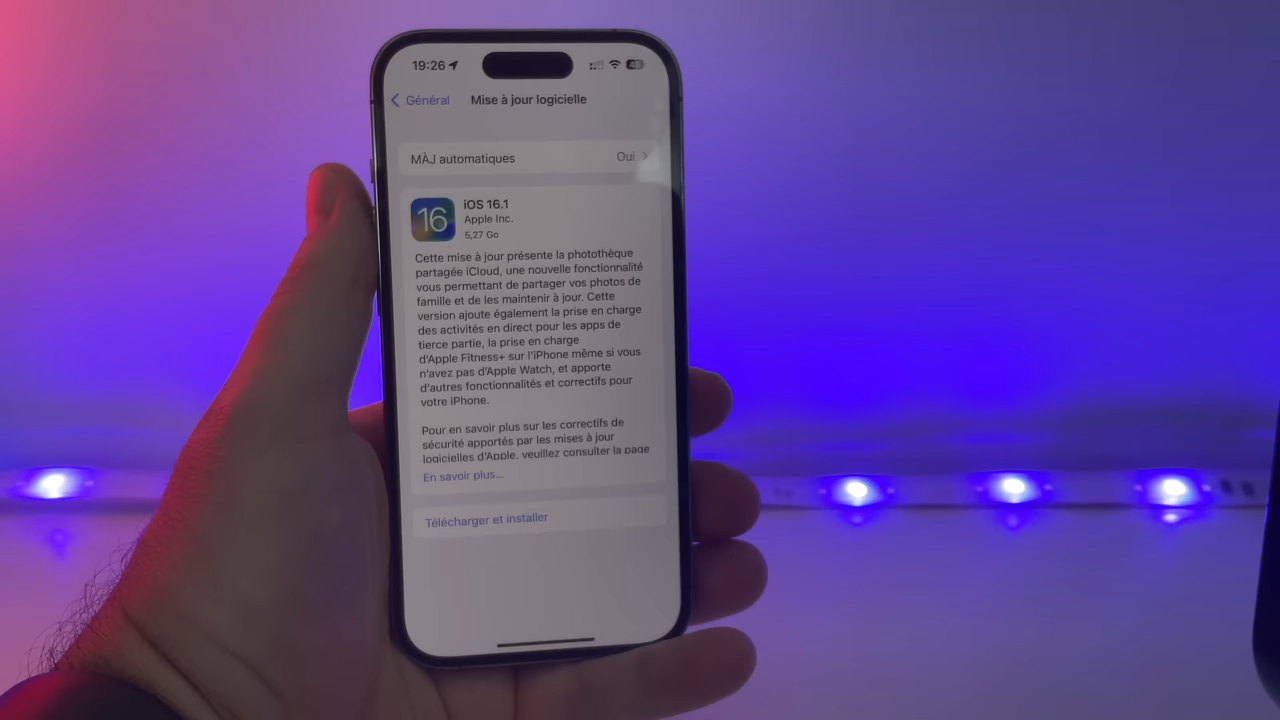 19:26
48
Général
Mise à jour logicielle
MÀJ automatiques
Oui
16
iOS 16.1
Apple Inc.
5,27 Go
Cette mise à jour présente la photothèque
partagée iCloud, une nouvelle fonctionnalité
vous permettant de partager vos photos de
famille et de les maintenir à jour. Cette
version ajoute également la prise en charge
des activités en direct pour les apps de
tierce partie, la prise en charge
d'Apple Fitness+ sur l'iPhone même si vous
n'avez pas d'Apple Watch, et apporte
d'autres fonctionnalités et correctifs pour
votre iPhone.
Pour en savoir plus sur les correctifs de
sécurité apportés par les mises à jour
logicielles d'Apple, veuillez consulter la page
En savoir plus...
Télécharger et installer